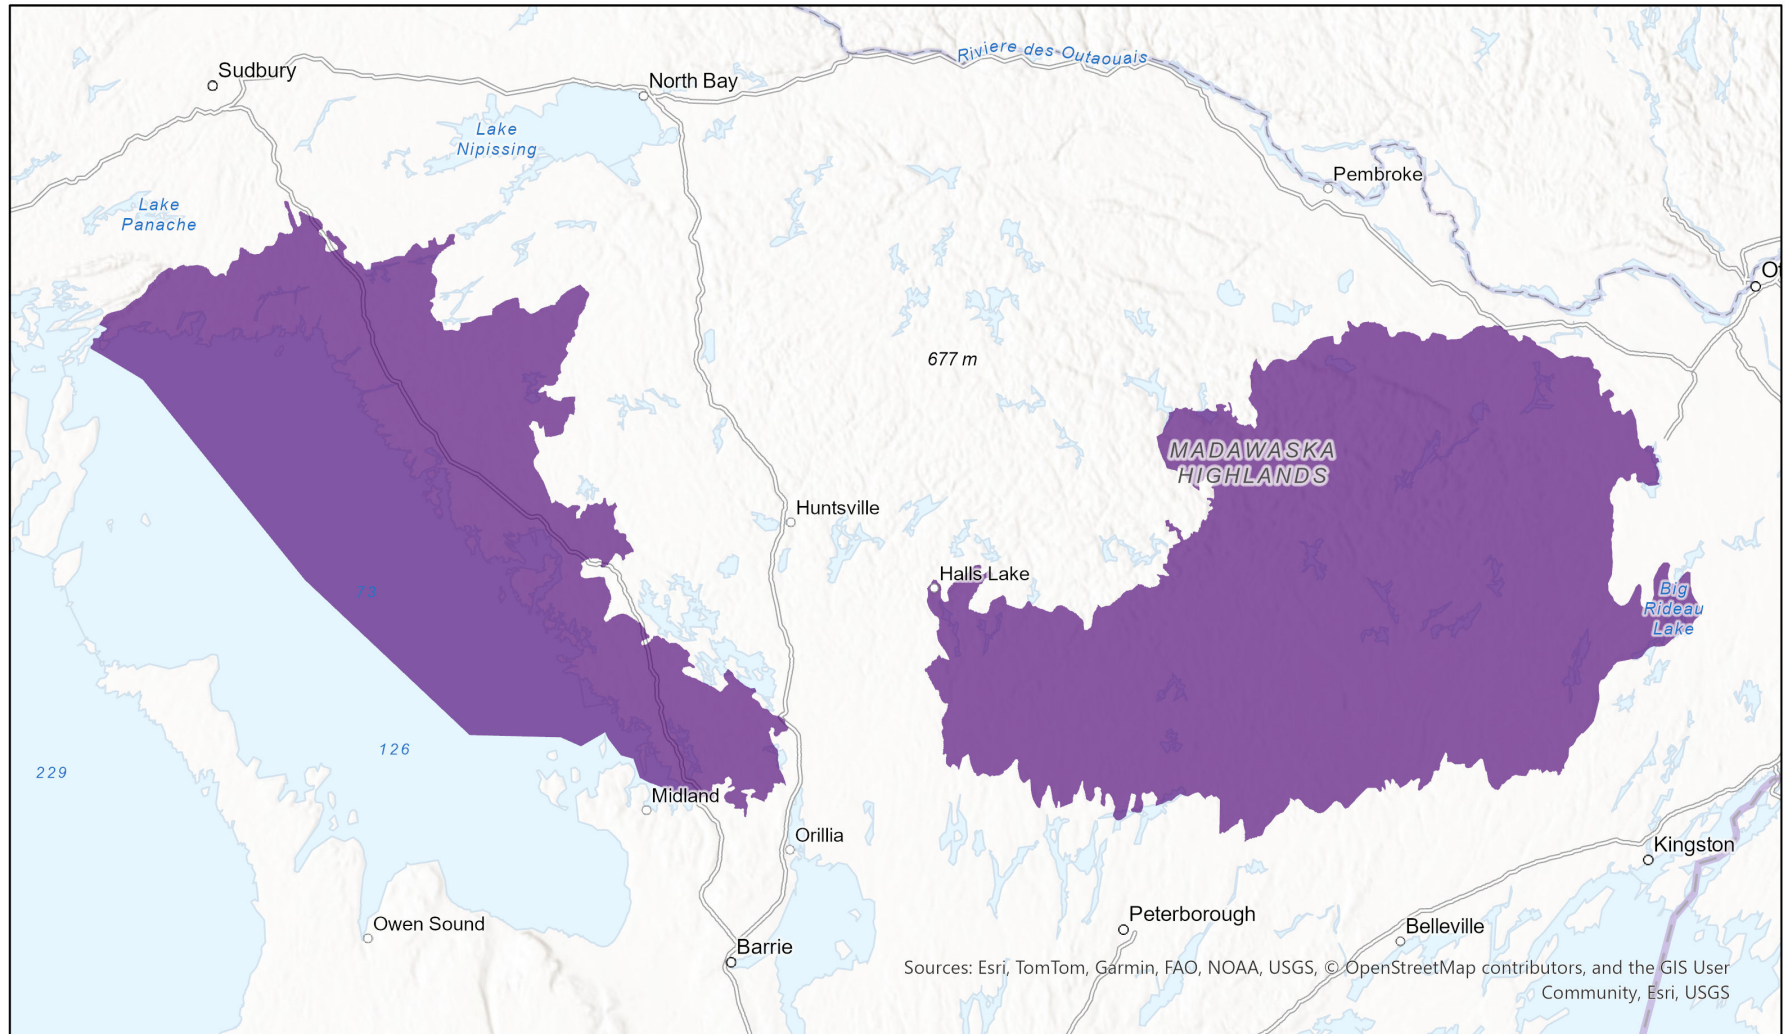 Riviere des Outaouais
Sudbury
North Bay
Lake
Nipissing
Pembroke
Lake
Panache
Ot
677 m
MADAWASKA
HIGHLANDS
Huntsville
Halls Lake
73
Big
Rideau
Lake
126
229
Midland
Orillia
Kingston
Owen Sound
Peterborough
Belleville
Barrie
Sources: Esri, TomTom, Garmin, FAO, NOAA, USGS, © OpenStreetMap contributors, and the GIS User
Community, Esri, USGS